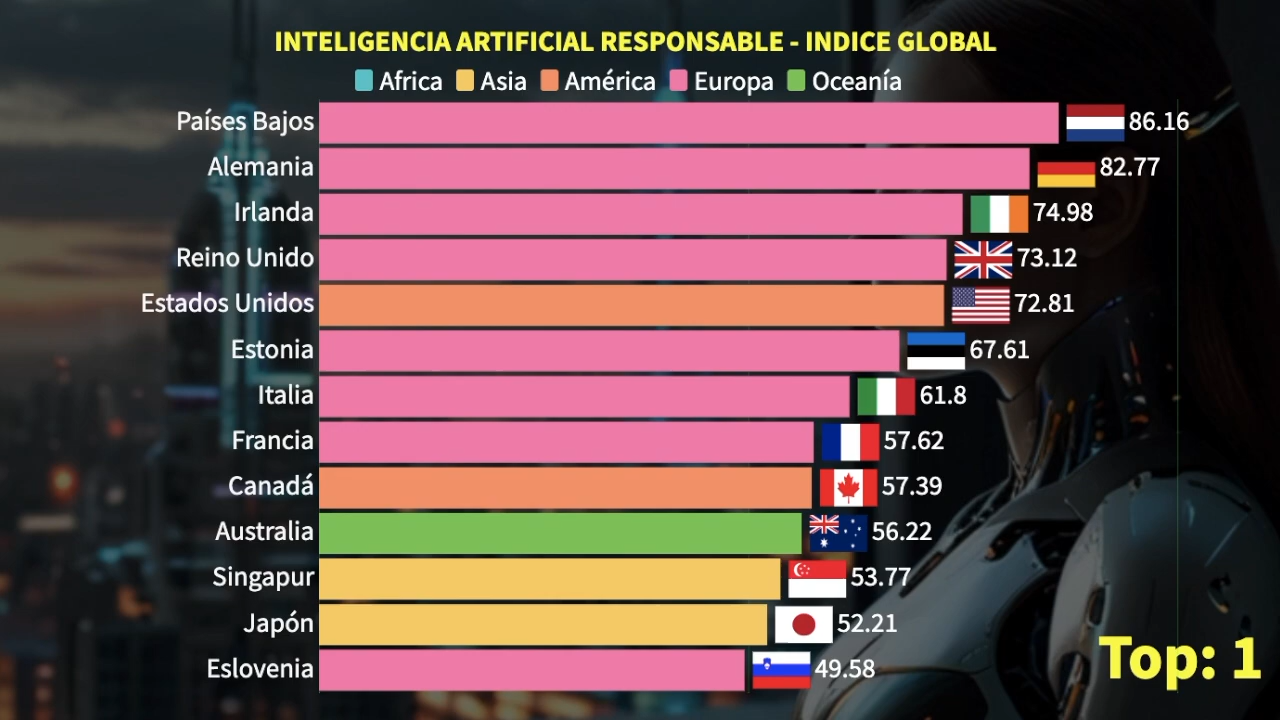 INTELIGENCIA ARTIFICIAL RESPONSABLE - INDICE GLOBAL
Africa Asia América Europa Oceanía
Países Bajos 86.16
Alemania 82.77
Irlanda 74.98
Reino Unido 73.12
Estados Unidos 72.81
Estonia 67.61
Italia 61.8
Francia 57.62
Canadá 57.39
Australia 56.22
Singapur 53.77
Japón 52.21
Eslovenia 49.58
Top: 1